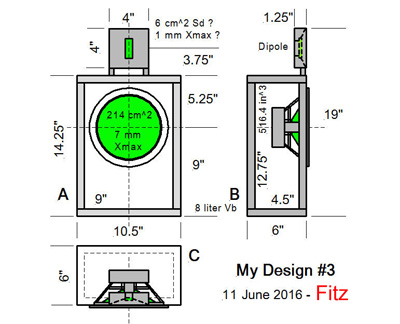 4"
6 cm^2 Sd ?
1 mm Xmax ?
1.25"
4"
Dipole
3.75"
5.25"
214 cm^2
7 mm
Xmax
516.4 in^3
19"
14.25"
12.75"
9"
A
9"
8 liter Vb
B
4.5"
10.5"
6"
C
6"
My Design #3
11 June 2016 - Fitz